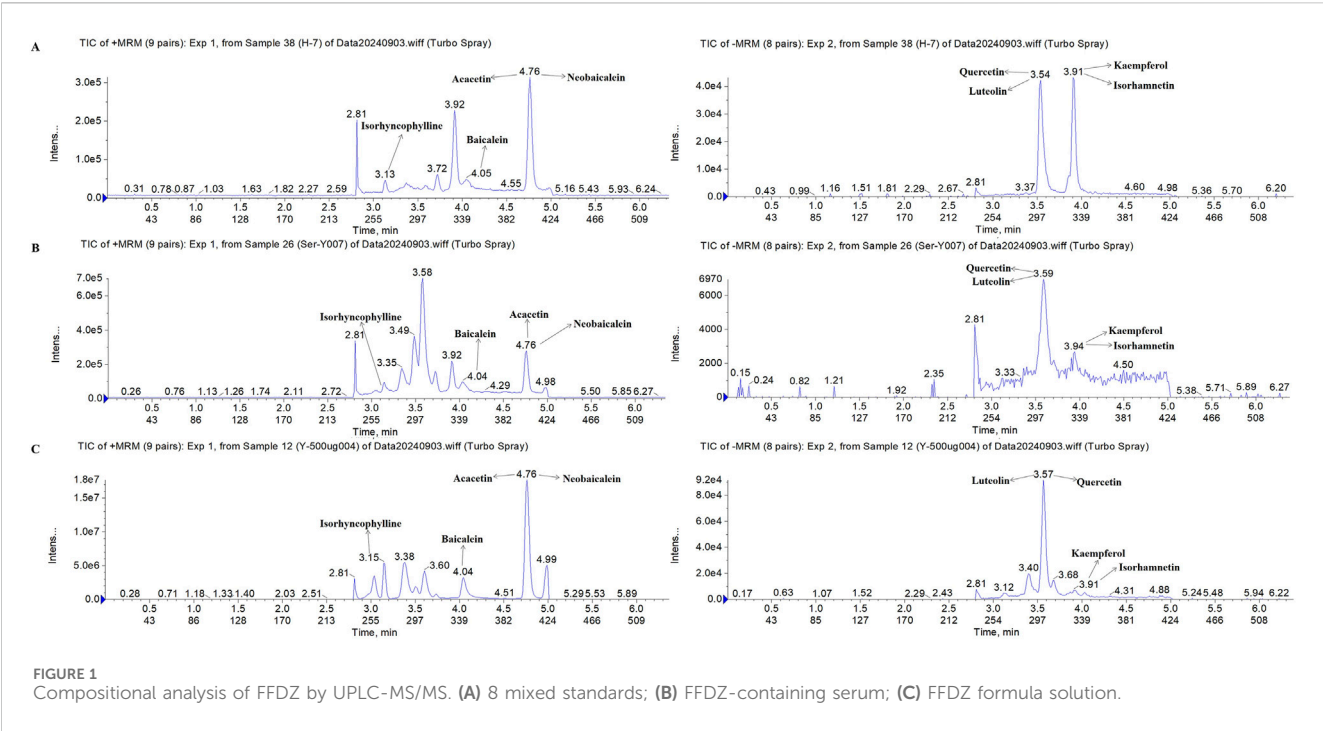 A
TIC of +MRM (9 pairs): Exp 1, from Sample 38 (H-7) of Data20240903.wiff (Turbo Spray)
Intens...
3.0e5
2.0e5
1.0e5
0.0
Acacetin 4.76 Neobaicalein
3.92
2.81
Isorhyncophylline
Baicalein
3.13 3.72 4.05
0.31 0.78 0.87 1.03 1.63 1.82 2.27 2.59 4.55 5.16 5.43 5.93 6.24
0.5 1.0 1.5 2.0 2.5 3.0 3.5 4.0 4.5 5.0 5.5 6.0
43 86 128 170 213 255 297 339 382 424 466 509
Time, min
TIC of -MRM (8 pairs): Exp 2, from Sample 38 (H-7) of Data20240903.wiff (Turbo Spray)
Intens...
4.0e4
3.0e4
2.0e4
1.0e4
0.0
Quercetin 3.54 3.91 Kaempferol
Luteolin Isorhamnetin
0.43 0.99 1.16 1.51 1.81 2.29 2.67 2.81 3.37 4.60 4.98 5.36 5.70 6.20
0.5 1.0 1.5 2.0 2.5 3.0 3.5 4.0 4.5 5.0 5.5 6.0
43 85 127 170 212 254 297 339 381 424 466 508
Time, min
B
TIC of +MRM (9 pairs): Exp 1, from Sample 26 (Ser-Y007) of Data20240903.wiff (Turbo Spray)
Intens...
7.0e5
6.0e5
4.0e5
2.0e5
0.0
3.58
Isorhyncophylline
2.81 3.49
Baicalein
Acacetin
4.76 Neobaicalein
3.35 3.92
4.04 4.29 4.98
0.26 0.76 1.13 1.26 1.74 2.11 2.72 5.50 5.85 6.27
0.5 1.0 1.5 2.0 2.5 3.0 3.5 4.0 4.5 5.0 5.5 6.0
43 86 128 170 213 255 297 339 382 424 466 509
Time, min
TIC of -MRM (8 pairs): Exp 2, from Sample 26 (Ser-Y007) of Data20240903.wiff (Turbo Spray)
Intens...
6970
6000
4000
2000
0
Quercetin 3.59
Luteolin
2.81
Kaempferol
3.94 Isorhamnetin
0.15 0.24 0.82 1.21 1.92 2.35 3.33 4.50 5.38 5.71 5.89 6.27
0.5 1.0 1.5 2.0 2.5 3.0 3.5 4.0 4.5 5.0 5.5 6.0
43 85 127 170 212 254 297 339 381 424 466 508
Time, min
C
TIC of +MRM (9 pairs): Exp 1, from Sample 12 (Y-500ug004) of Data20240903.wiff (Turbo Spray)
Intens...
1.8e7
1.5e7
1.0e7
5.0e6
0.0
Acacetin 4.76 Neobaicalein
Isorhyncophylline
Baicalein
3.15 3.38 3.60 4.04 4.99
2.81
0.28 0.71 1.18 1.33 1.40 2.03 2.51 4.51 5.29 5.53 5.89
0.5 1.0 1.5 2.0 2.5 3.0 3.5 4.0 4.5 5.0 5.5 6.0
43 86 128 170 213 255 297 339 382 424 466 509
Time, min
TIC of -MRM (8 pairs): Exp 2, from Sample 12 (Y-500ug004) of Data20240903.wiff (Turbo Spray)
Intens...
9.2e4
8.0e4
6.0e4
4.0e4
2.0e4
0.0
Luteolin 3.57 Quercetin
Kaempferol
3.40 3.68 3.91 Isorhamnetin
0.17 0.63 1.07 1.52 2.29 2.43 2.81 3.12 4.31 4.88 5.24 5.48 5.94 6.22
0.5 1.0 1.5 2.0 2.5 3.0 3.5 4.0 4.5 5.0 5.5 6.0
43 85 127 170 212 254 297 339 381 424 466 508
Time, min
FIGURE 1
Compositional analysis of FFDZ by UPLC-MS/MS. (A) 8 mixed standards; (B) FFDZ-containing serum; (C) FFDZ formula solution.